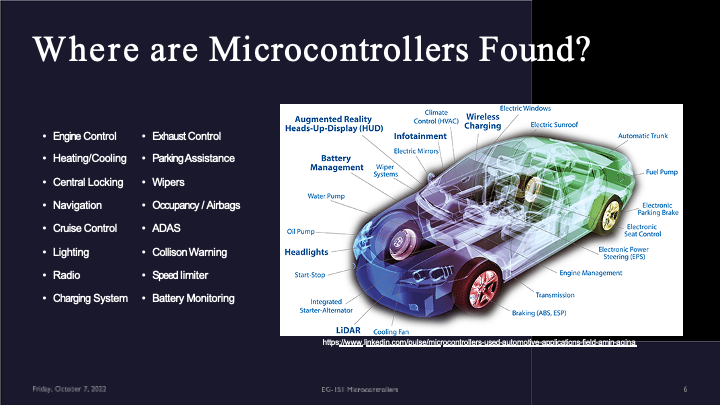 Where are Microcontrollers Found?
• Engine Control
• Heating/Cooling
• Central Locking
• Navigation
• Cruise Control
• Lighting
• Radio
• Charging System
• Exhaust Control
• Parking Assistance
• Wipers
• Occupancy / Airbags
• ADAS
• Collison Warning
• Speed limiter
• Battery Monitoring
Augmented Reality
Heads-Up-Display (HUD)
Climate
Control (HVAC)
Wireless
Charging
Electric Windows
Electric Sunroof
Infotainment
Automatic Trunk
Electric Mirrors
Battery
Management
Wiper
Systems
Fuel Pump
Water Pump
Electronic
Parking Brake
Oil Pump
Electronic
Seat Control
Headlights
Electronic Power
Steering (EPS)
Start-Stop
Engine Management
Integrated
Starter-Alternator
Transmission
Braking (ABS, ESP)
LiDAR
Cooling Fan
https://www.linkedin.com/pulse/microcontrollers-used-automotive-applications-field-amin-agina
Friday, October 7, 2022
EG-151 Microcontrollers
6